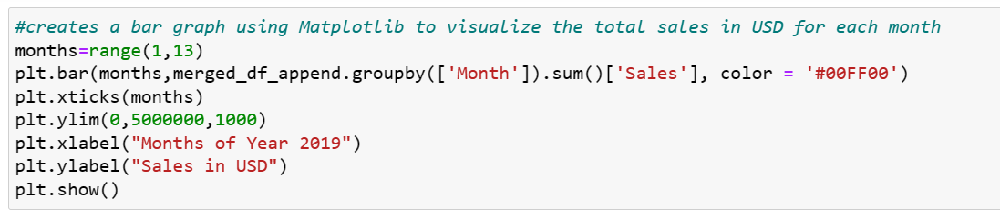 #creates a bar graph using Matplotlib to visualize the total sales in USD for each month
months=range(1,13)
plt.bar(months,merged_df_append.groupby(['Month']).sum()['Sales'], color = '#00FF00')
plt.xticks(months)
plt.ylim(0,5000000,1000)
plt.xlabel("Months of Year 2019")
plt.ylabel("Sales in USD")
plt.show()